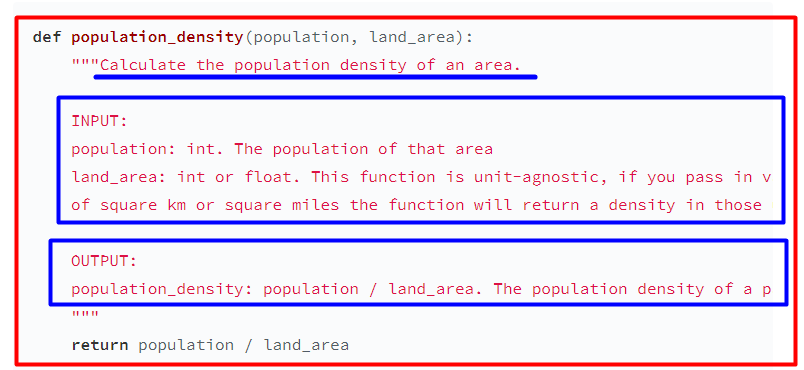 def population_density(population, land_area):
"""Calculate the population density of an area.
INPUT:
population: int. The population of that area
land_area: int or float. This function is unit-agnostic, if you pass in v
of square km or square miles the function will return a density in those
OUTPUT:
population_density: population / land_area. The population density of a p
"""
return population / land_area